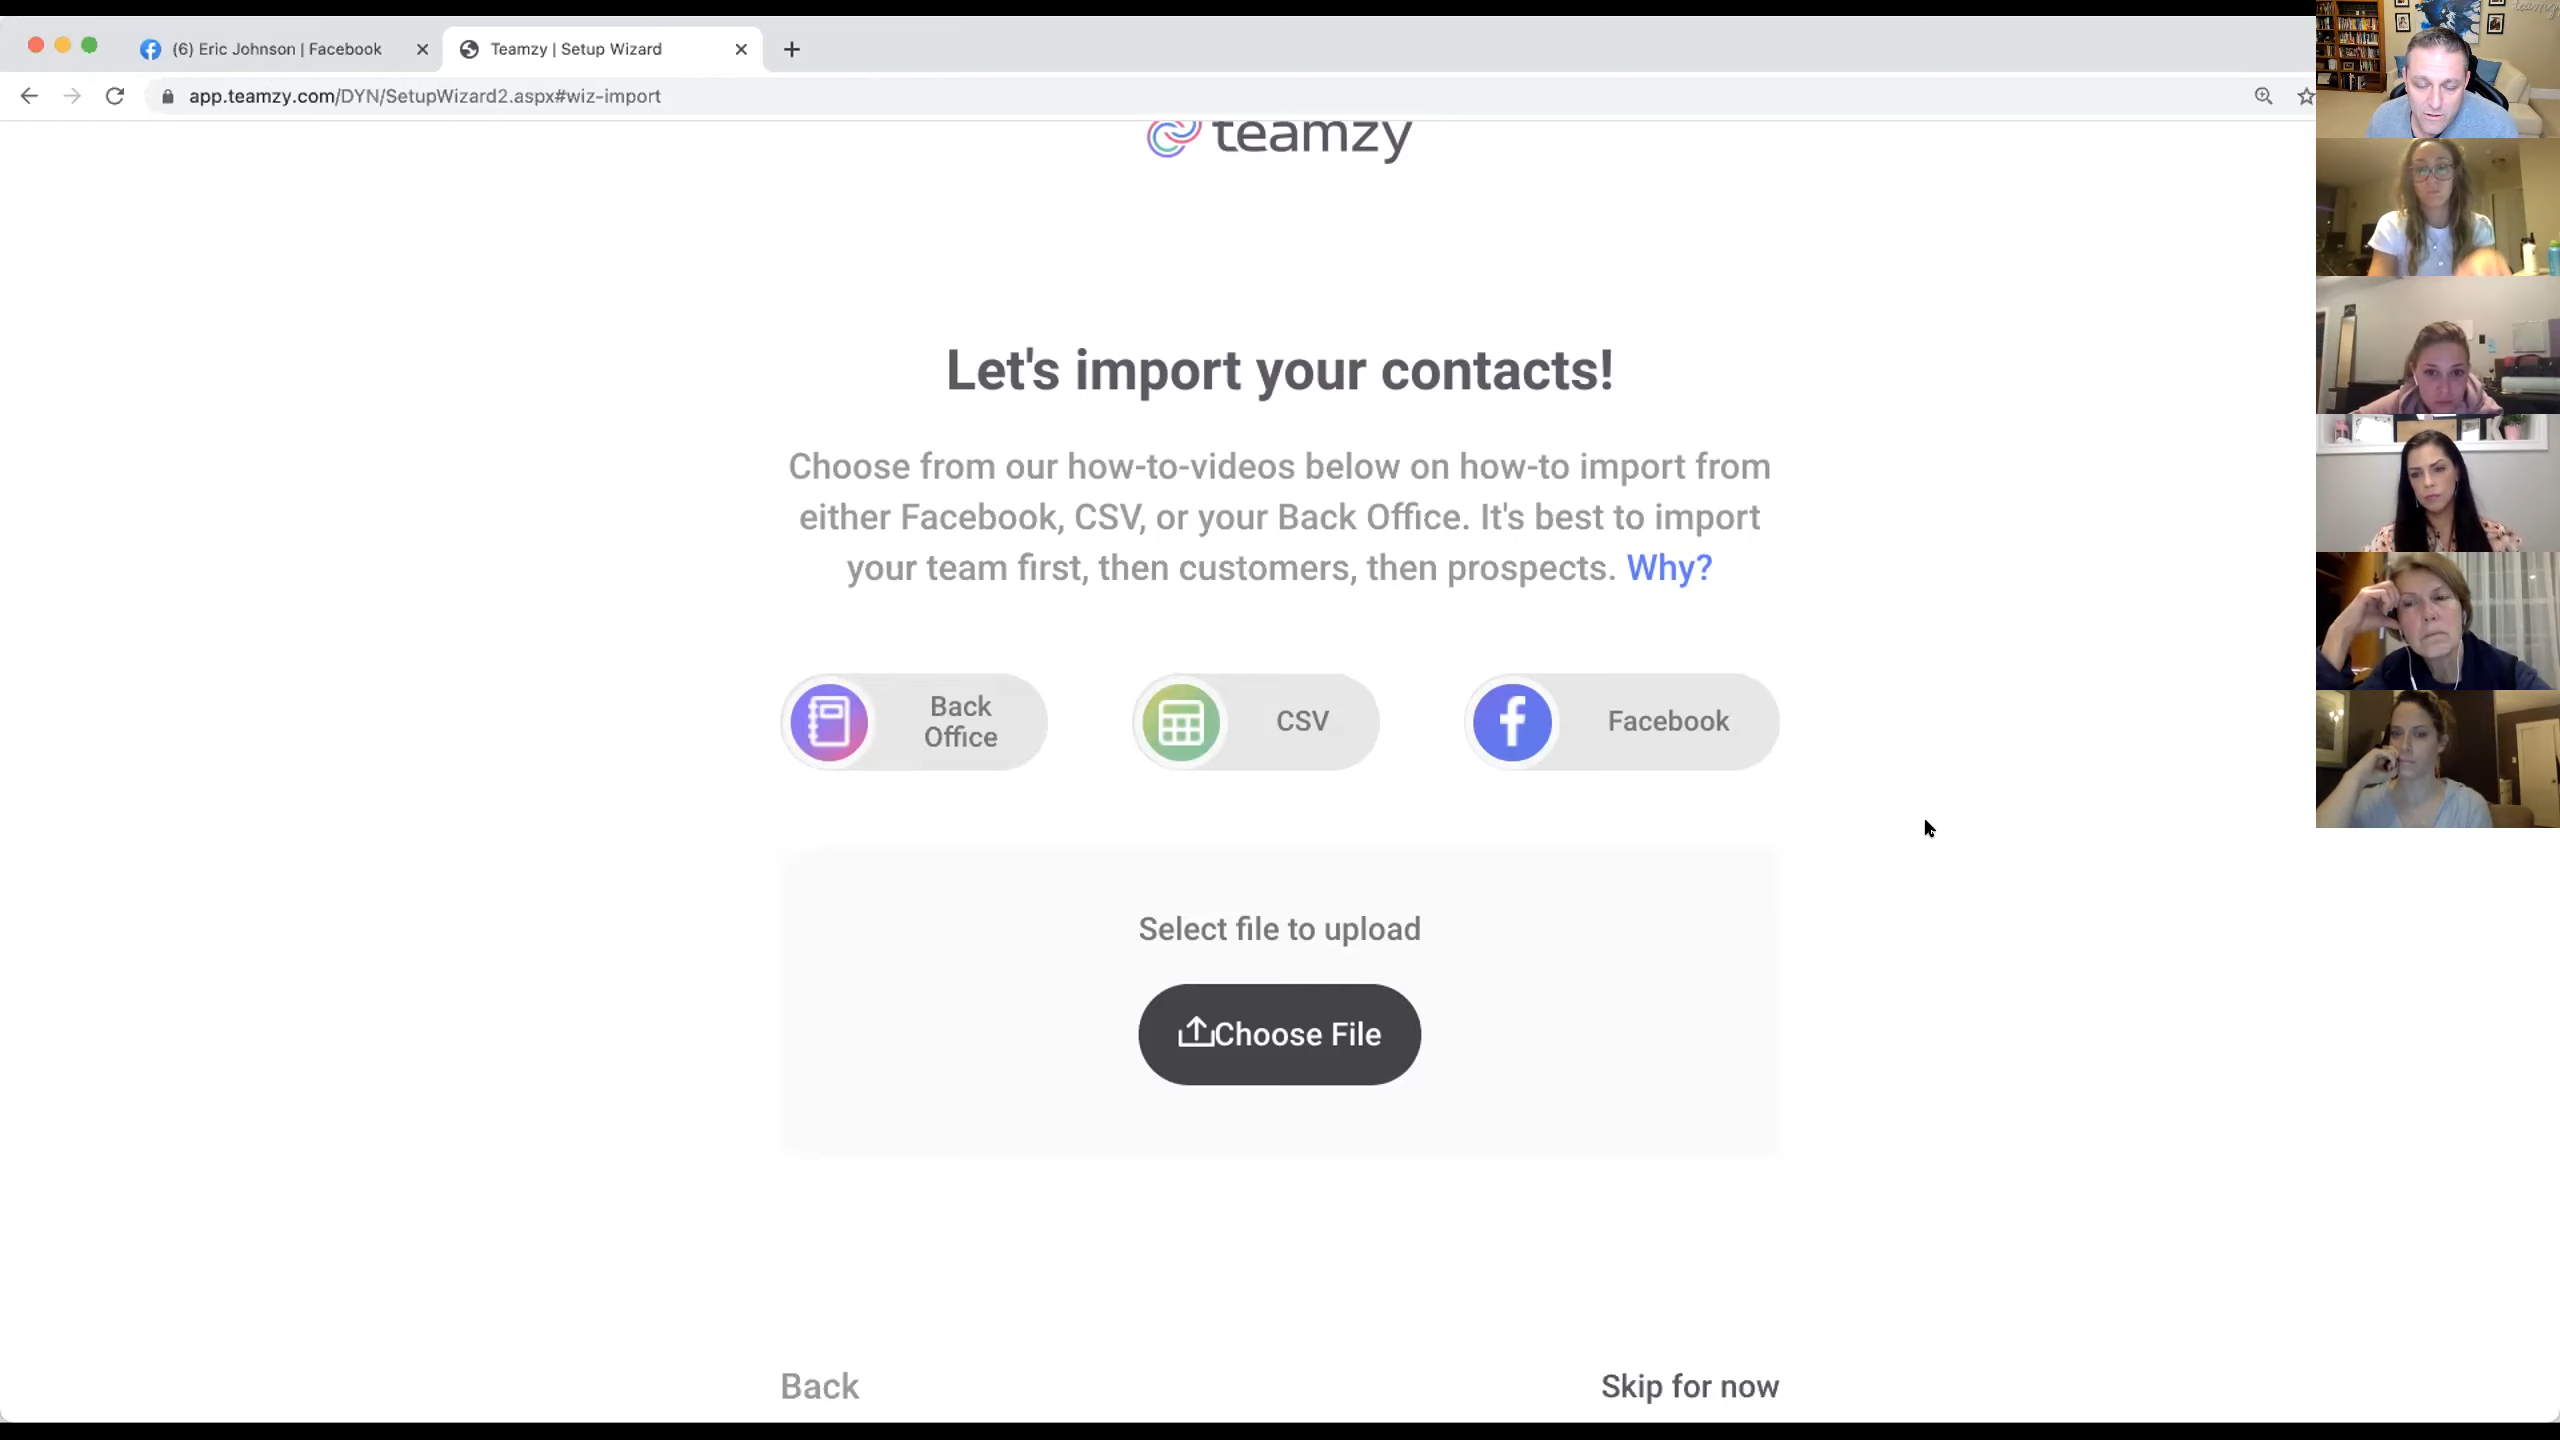 (6) Eric Johnson | Facebook
Teamzy | Setup Wizard
app.teamzy.com/DYN/SetupWizard2.aspx#wiz-import
teamzy
teamzy
Let's import your contacts!
Choose from our how-to-videos below on how-to import from
either Facebook, CSV, or your Back Office. It's best to import
your team first, then customers, then prospects. Why?
Back
Office
CSV
Facebook
Select file to upload
Choose File
Back
Skip for now